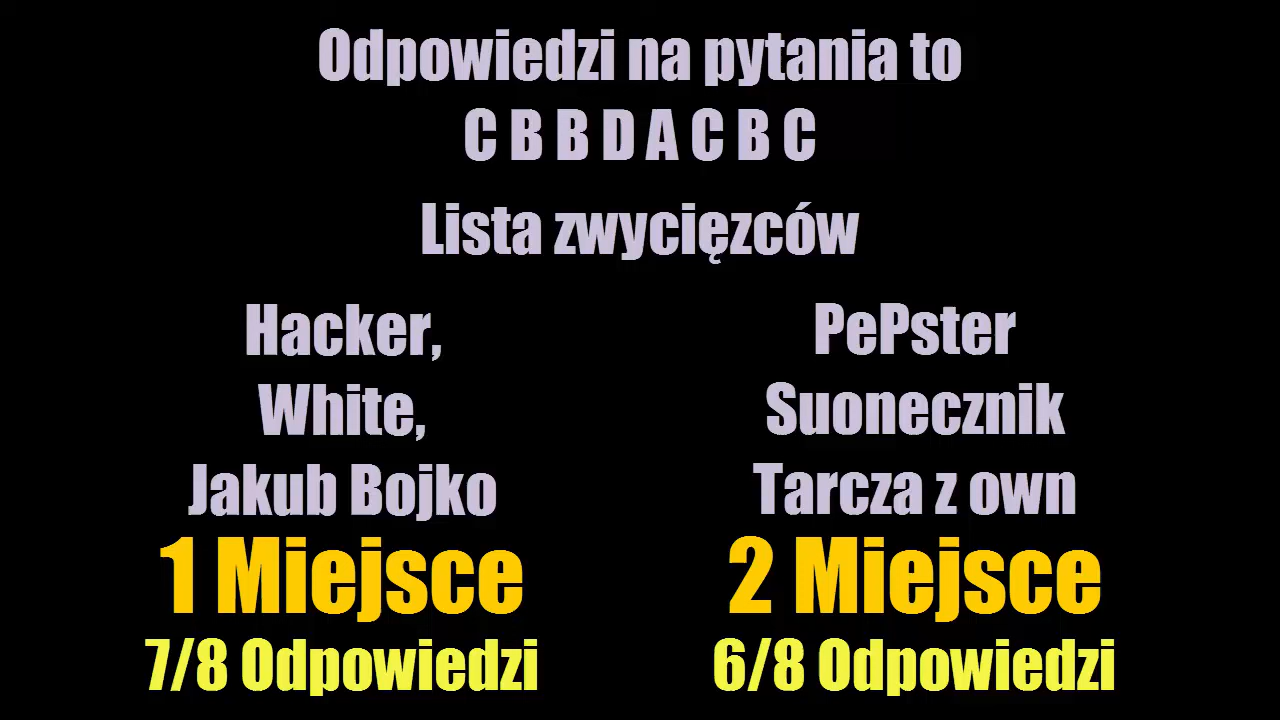 Odpowiedzi na pytania to
C B B D A C B C
Lista zwycięzców
Hacker,
White,
Jakub Bojko
1 Miejsce
7/8 Odpowiedzi
PePster
Suonecznik
Tarcza z own
2 Miejsce
6/8 Odpowiedzi